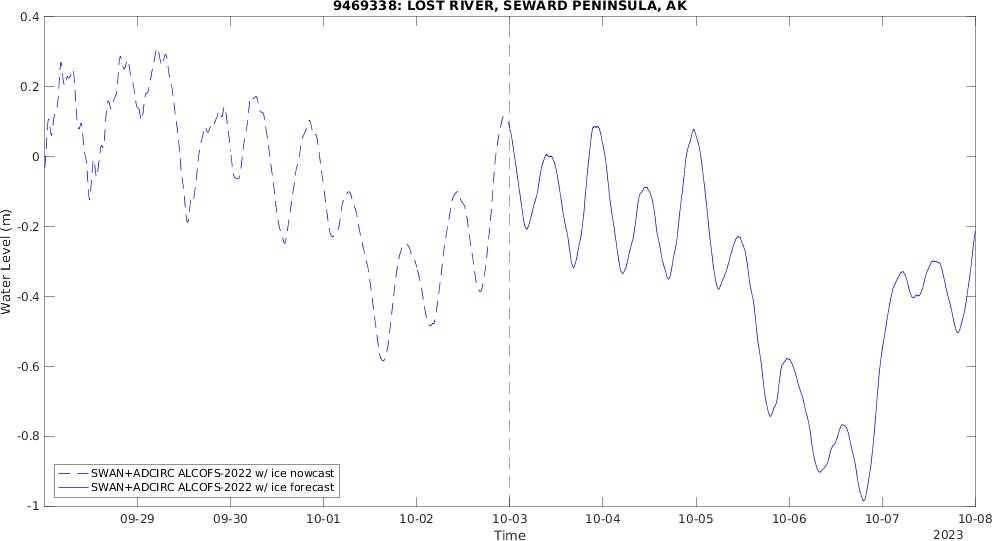 9469338: LOST RIVER, SEWARD PENINSULA, AK
0.4
0.2
0
-0.2
-0.4
-0.6
-0.8
-1
Water Level (m)
SWAN+ADCIRC ALCOFS-2022 w/ ice nowcast
SWAN+ADCIRC ALCOFS-2022 w/ ice forecast
09-29 09-30 10-01 10-02 10-03 10-04 10-05 10-06 10-07 10-08
Time
2023